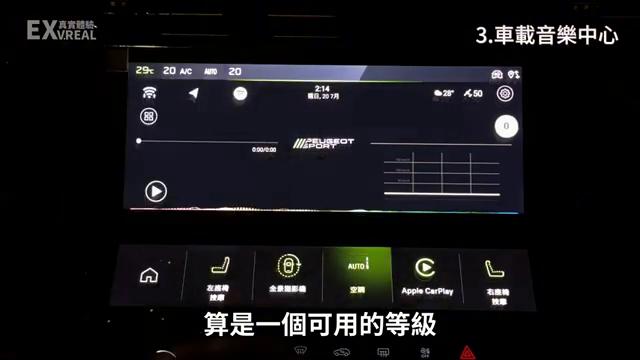 EX 真實體驗
V.REAL
3.車載音樂中心
29℃ 20 A/C AUTO 20
2:14
週日, 20 7月
28°
50
0
0:00/0:00
PEUGEOT
SPORT
左座椅
按摩
全景攝影機
AUTO
空調
Apple CarPlay
右座椅
按摩
算是一個可用的等級